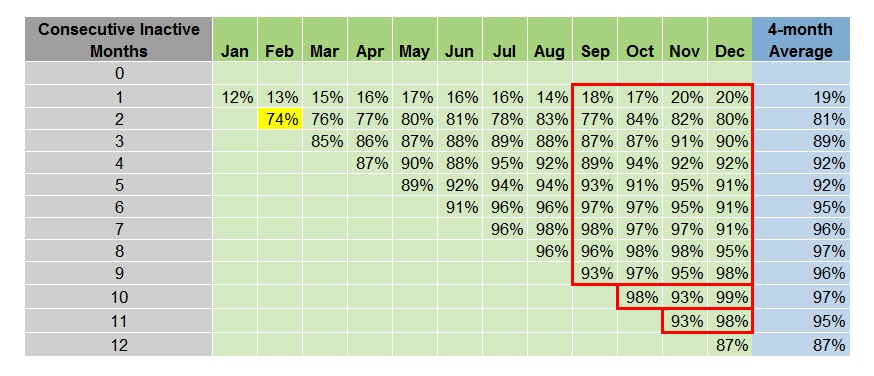 Consecutive Inactive Months Jan Feb Mar Apr May Jun Jul Aug Sep Oct Nov Dec 4-month Average
0
1 12% 13% 15% 16% 17% 16% 16% 14% 18% 17% 20% 20% 19%
2 74% 76% 77% 80% 81% 78% 83% 77% 84% 82% 80% 81%
3 85% 86% 87% 88% 89% 88% 87% 87% 91% 90% 89%
4 87% 90% 88% 95% 92% 89% 94% 92% 92% 92%
5 89% 92% 94% 94% 93% 91% 95% 91% 92%
6 91% 96% 96% 97% 97% 95% 91% 95%
7 96% 98% 98% 97% 97% 91% 96%
8 96% 96% 98% 98% 95% 97%
9 93% 97% 95% 98% 96%
10 98% 93% 99% 97%
11 93% 98% 95%
12 87% 87%